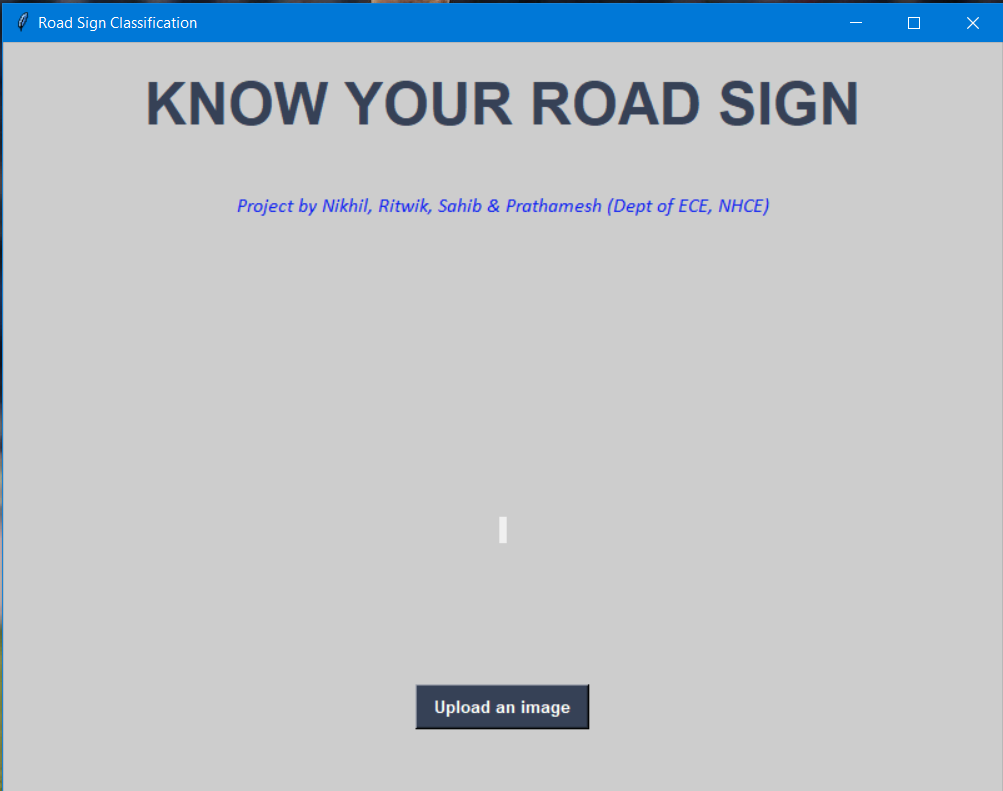 Road Sign Classification
KNOW YOUR ROAD SIGN
Project by Nikhil, Ritwik, Sahib & Prathamesh (Dept of ECE, NHCE)
Upload an image